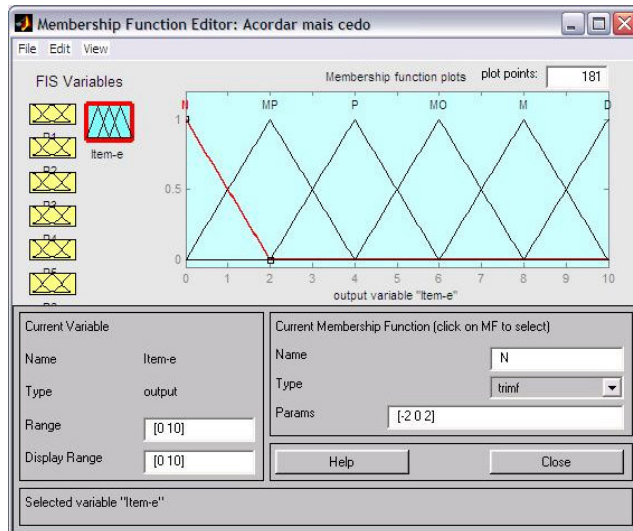 Membership Function Editor: Acordar mais cedo
File Edit View
FIS Variables
Membership function plots plot points: 181
Item-e
N MP P MO M D
1
0.5
0
0 1 2 3 4 5 6 7 8 9 10
output variable "Item-e"
Current Variable
Name Item-e
Type output
Range [0 10]
Display Range [0 10]
Current Membership Function (click on MF to select)
Name N
Type trimf
Params [-2 0 2]
Help Close
Selected variable "Item-e"